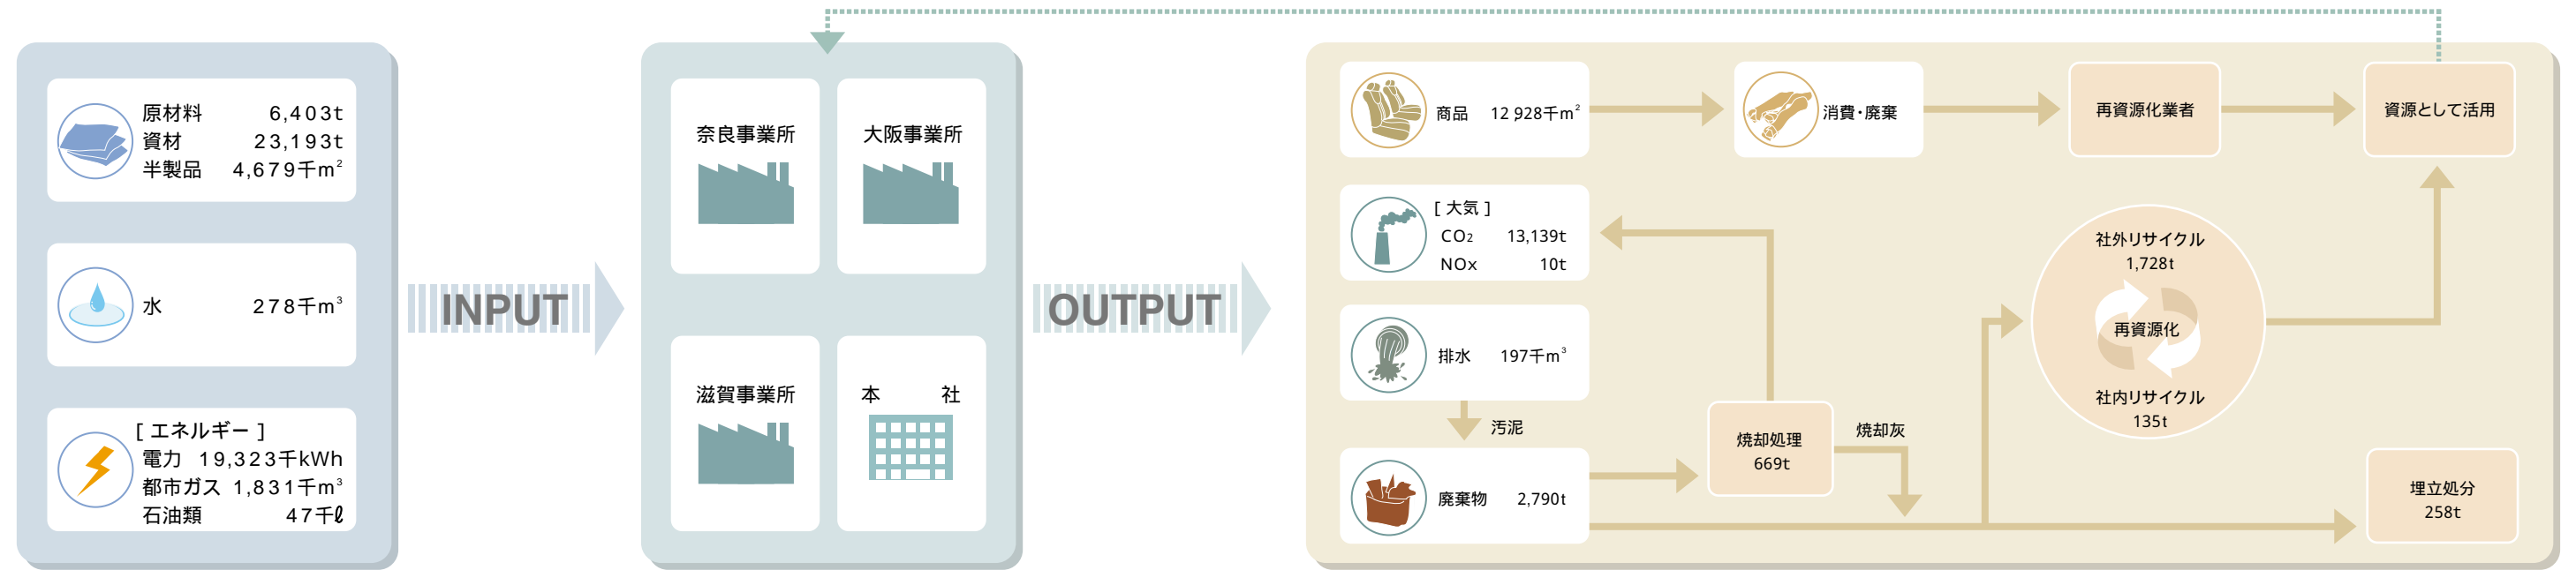 原材料 6,403t
資材 23,193t
半製品 4,679千m²
水 278千m³
[ エネルギー ]
電力 19,323千kWh
都市ガス 1,831千m³
石油類 47千ℓ
INPUT
奈良事業所
大阪事業所
滋賀事業所
本 社
OUTPUT
商品 12,928千m²
消費・廃棄
再資源化業者
資源として活用
[ 大気 ]
CO₂ 13,139t
NOx 10t
排水 197千m³
汚泥
廃棄物 2,790t
焼却処理
669t
焼却灰
社外リサイクル
1,728t
再資源化
社内リサイクル
135t
埋立処分
258t